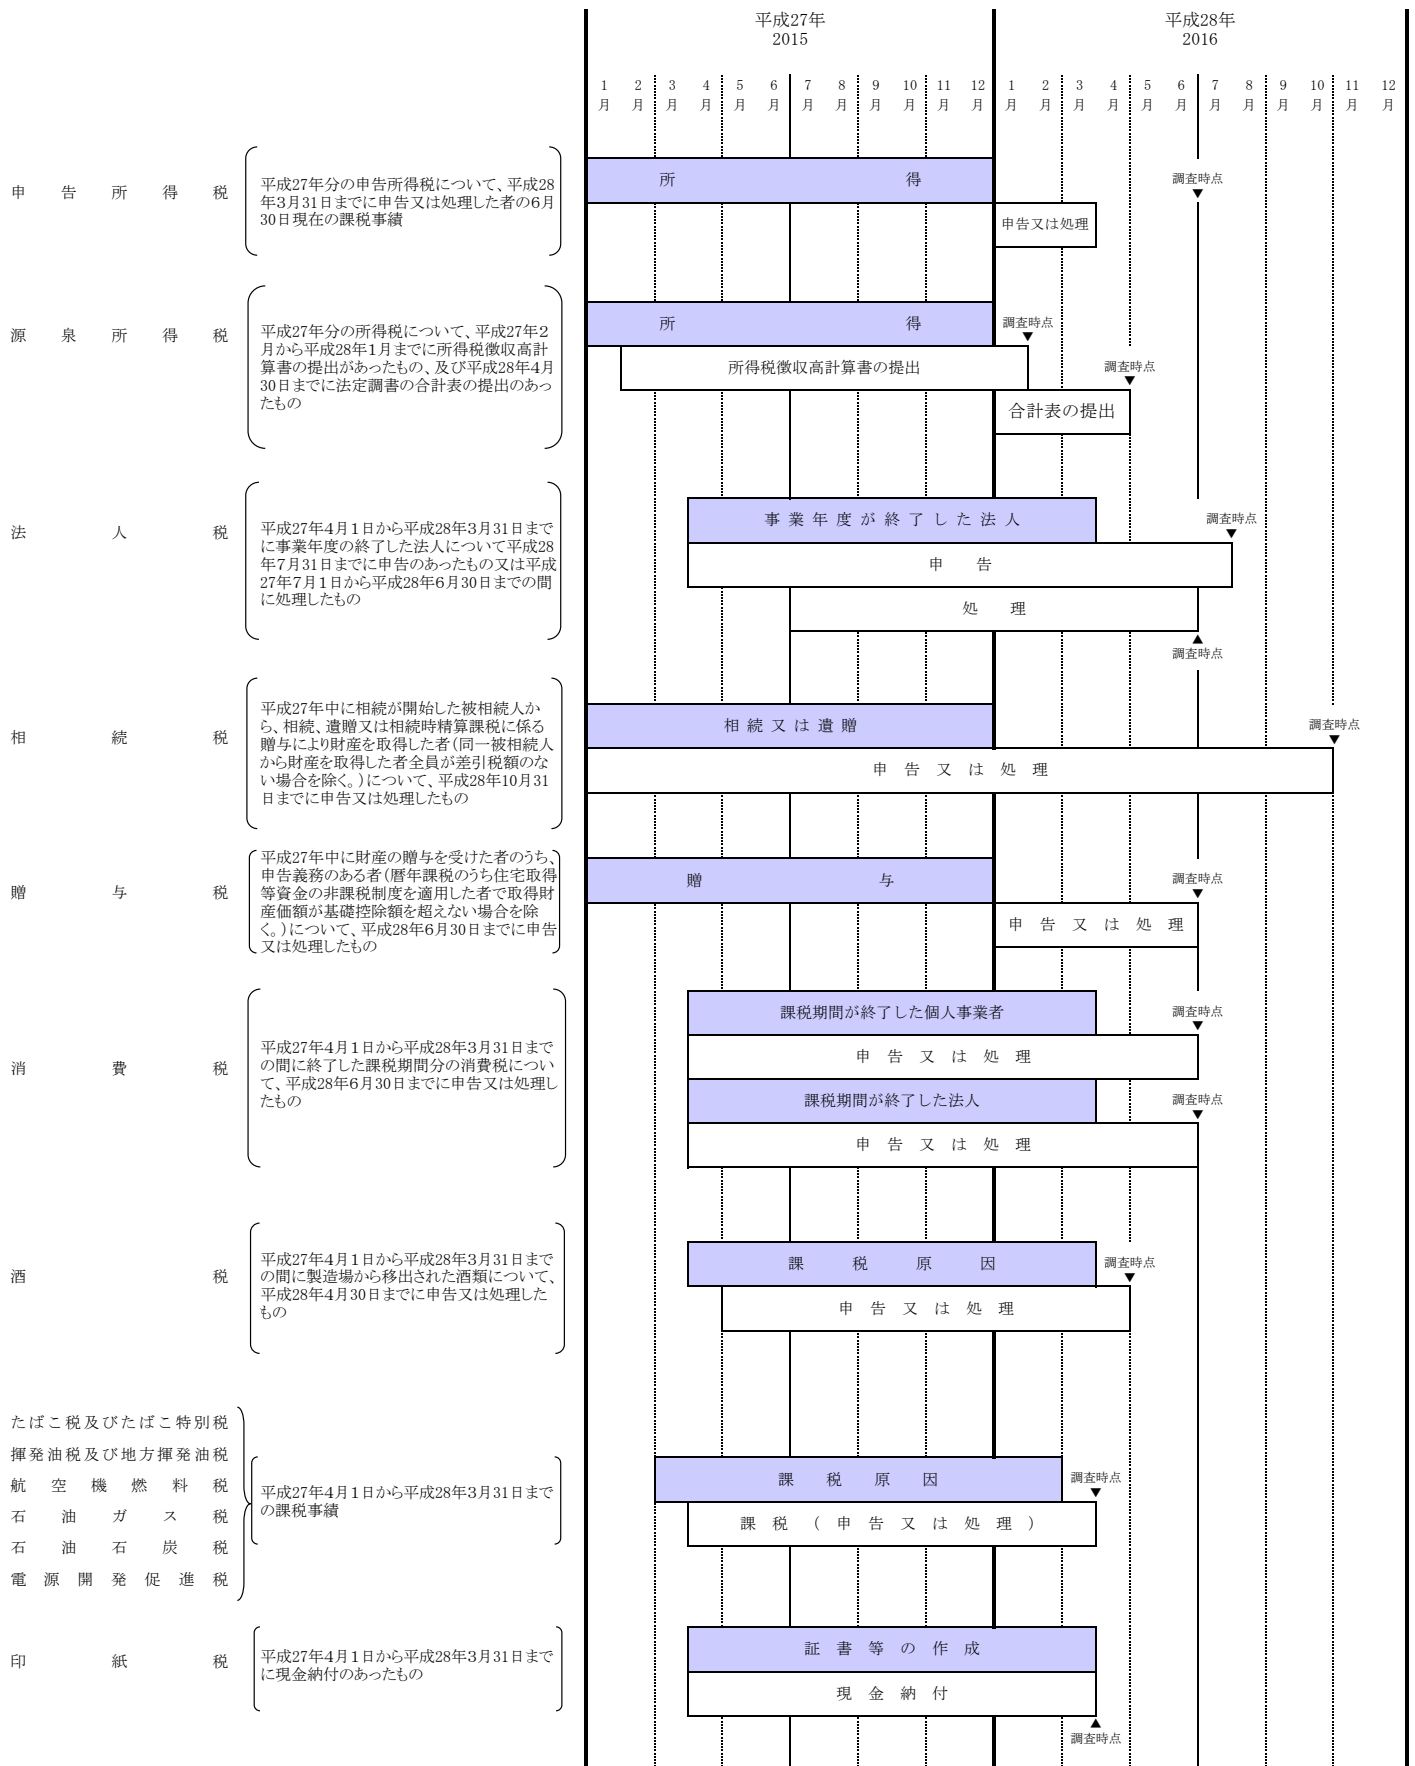 平成27年
2015
平成28年
2016
1 2 3 4 5 6 7 8 9 10 11 12 1 2 3 4 5 6 7 8 9 10 11 12
月 月 月 月 月 月 月 月 月 月 月 月 月 月 月 月 月 月 月 月 月 月 月 月
申告所得税
平成27年分の申告所得税について、平成28
年3月31日までに申告又は処理した者の6月
30日現在の課税事績
所得
調査時点
▼
申告又は処理
源泉所得税
平成27年分の所得税について、平成27年2
月から平成28年1月までに所得税徴収高計
算書の提出があったもの、及び平成28年4月
30日までに法定調書の合計表の提出のあっ
たもの
所得
調査時点
▼
所得税徴収高計算書の提出
調査時点
▼
合計表の提出
法人税
平成27年4月1日から平成28年3月31日まで
に事業年度の終了した法人について平成28
年7月31日までに申告のあったもの又は平成
27年7月1日から平成28年6月30日までの間
に処理したもの
事業年度が終了した法人
調査時点
▼
申告
処理
▲
調査時点
相続税
平成27年中に相続が開始した被相続人か
ら、相続、遺贈又は相続時精算課税に係る
贈与により財産を取得した者(同一被相続人
から財産を取得した者全員が差引税額のな
い場合を除く。)について、平成28年10月31
日までに申告又は処理したもの
相続又は遺贈
調査時点
▼
申告又は処理
贈与税
平成27年中に財産の贈与を受けた者のうち、
申告義務のある者(暦年課税のうち住宅取得
等資金の非課税制度を適用した者で取得財
産価額が基礎控除額を超えない場合を除
く。)について、平成28年6月30日までに申告
又は処理したもの
贈与
調査時点
▼
申告又は処理
消費税
平成27年4月1日から平成28年3月31日まで
の間に終了した課税期間分の消費税につい
て、平成28年6月30日までに申告又は処理し
たもの
課税期間が終了した個人事業者
調査時点
▼
申告又は処理
課税期間が終了した法人
調査時点
▼
申告又は処理
酒税
平成27年4月1日から平成28年3月31日まで
の間に製造場から移出された酒類について、
平成28年4月30日までに申告又は処理した
もの
課税原因
調査時点
▼
申告又は処理
たばこ税及びたばこ特別税
揮発油税及び地方揮発油税
航空機燃料税
石油ガス税
石油石炭税
電源開発促進税
平成27年4月1日から平成28年3月31日まで
の課税事績
課税原因
調査時点
▼
課税(申告又は処理)
印紙税
平成27年4月1日から平成28年3月31日まで
に現金納付のあったもの
証書等の作成
現金納付
▲
調査時点